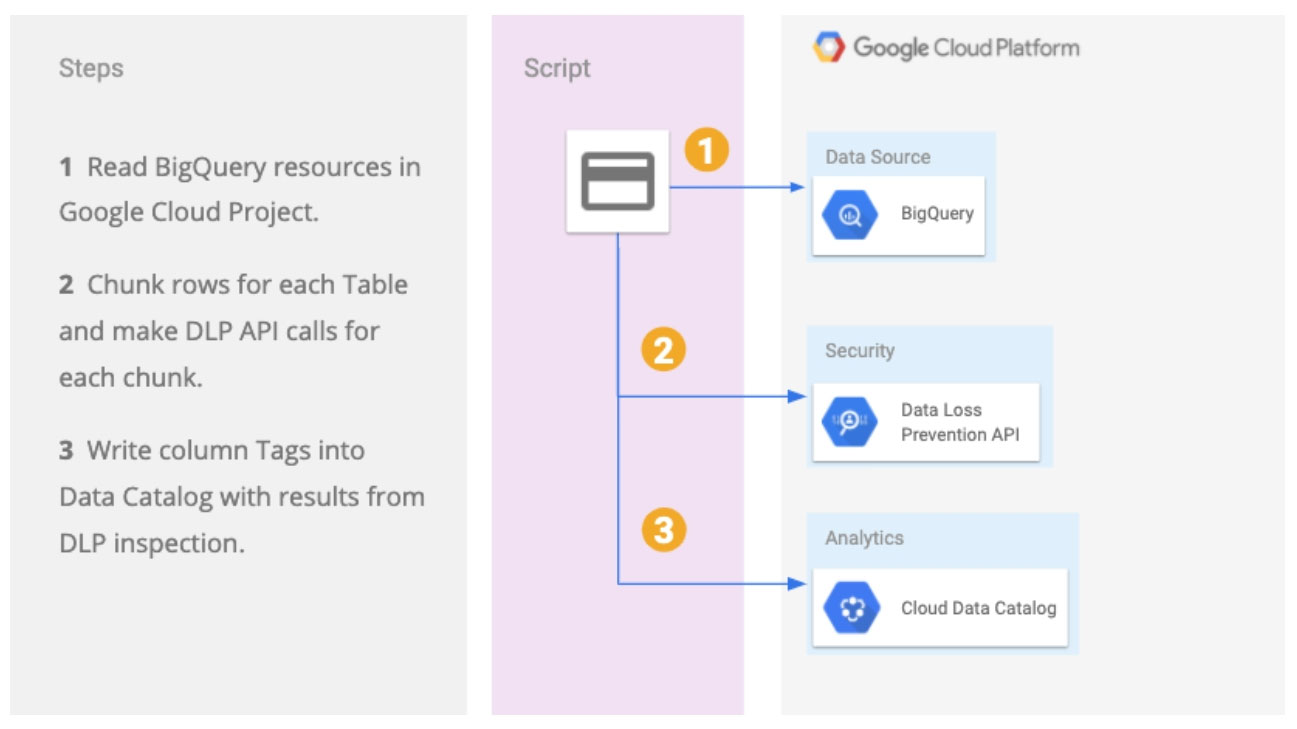 Steps
1 Read BigQuery resources in
Google Cloud Project.
2 Chunk rows for each Table
and make DLP API calls for
each chunk.
3 Write column Tags into
Data Catalog with results from
DLP inspection.
Script
1
2
3
Google Cloud Platform
Data Source
BigQuery
Security
Data Loss
Prevention API
Analytics
Cloud Data Catalog